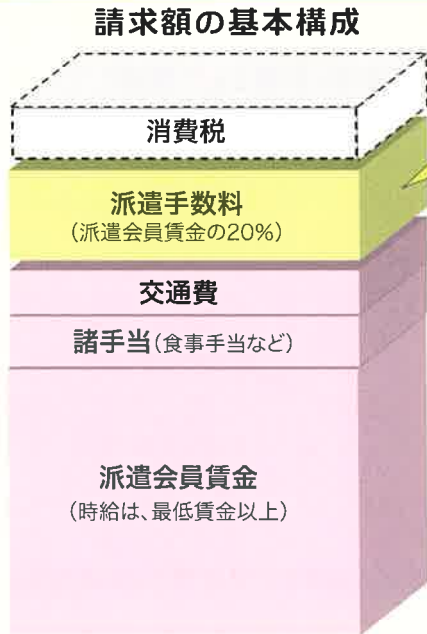 請求額の基本構成
消費税
派遣手数料
(派遣会員賃金の20%)
交通費
諸手当(食事手当など)
派遣会員賃金
(時給は、最低賃金以上)